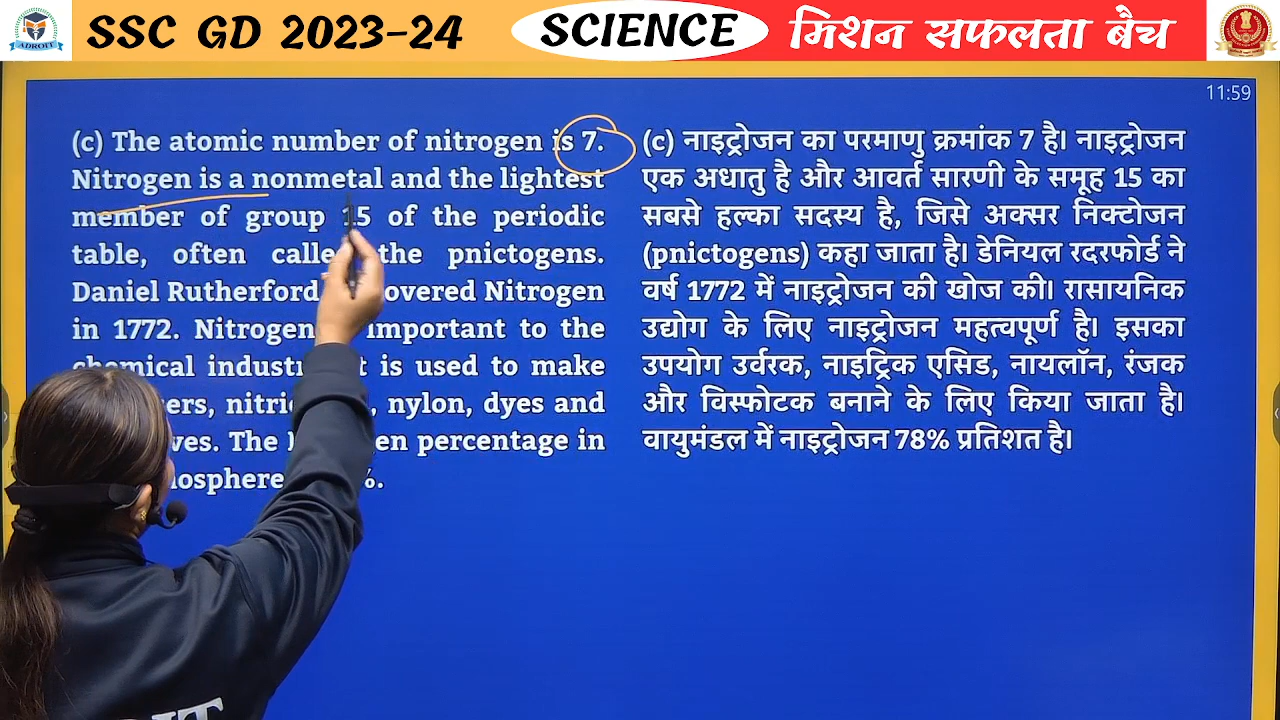 ADROIT
SSC GD 2023-24
SCIENCE
मिशन सफलता बैच
11:59
(c) The atomic number of nitrogen is 7.
Nitrogen is a nonmetal and the lightest
member of group 15 of the periodic
table, often called the pnictogens.
Daniel Rutherford overed Nitrogen
in 1772. Nitrogen important to the
chemical industr t is used to make
ers, nitri , nylon, dyes and
ves. The en percentage in
mosphere %.
(c) नाइट्रोजन का परमाणु क्रमांक 7 है। नाइट्रोजन
एक अधातु है और आवर्त सारणी के समूह 15 का
सबसे हल्का सदस्य है, जिसे अक्सर निक्टोजन
(pnictogens) कहा जाता है। डेनियल रदरफोर्ड ने
वर्ष 1772 में नाइट्रोजन की खोज की। रासायनिक
उद्योग के लिए नाइट्रोजन महत्वपूर्ण है। इसका
उपयोग उर्वरक, नाइट्रिक एसिड, नायलॉन, रंजक
और विस्फोटक बनाने के लिए किया जाता है।
वायुमंडल में नाइट्रोजन 78% प्रतिशत है।